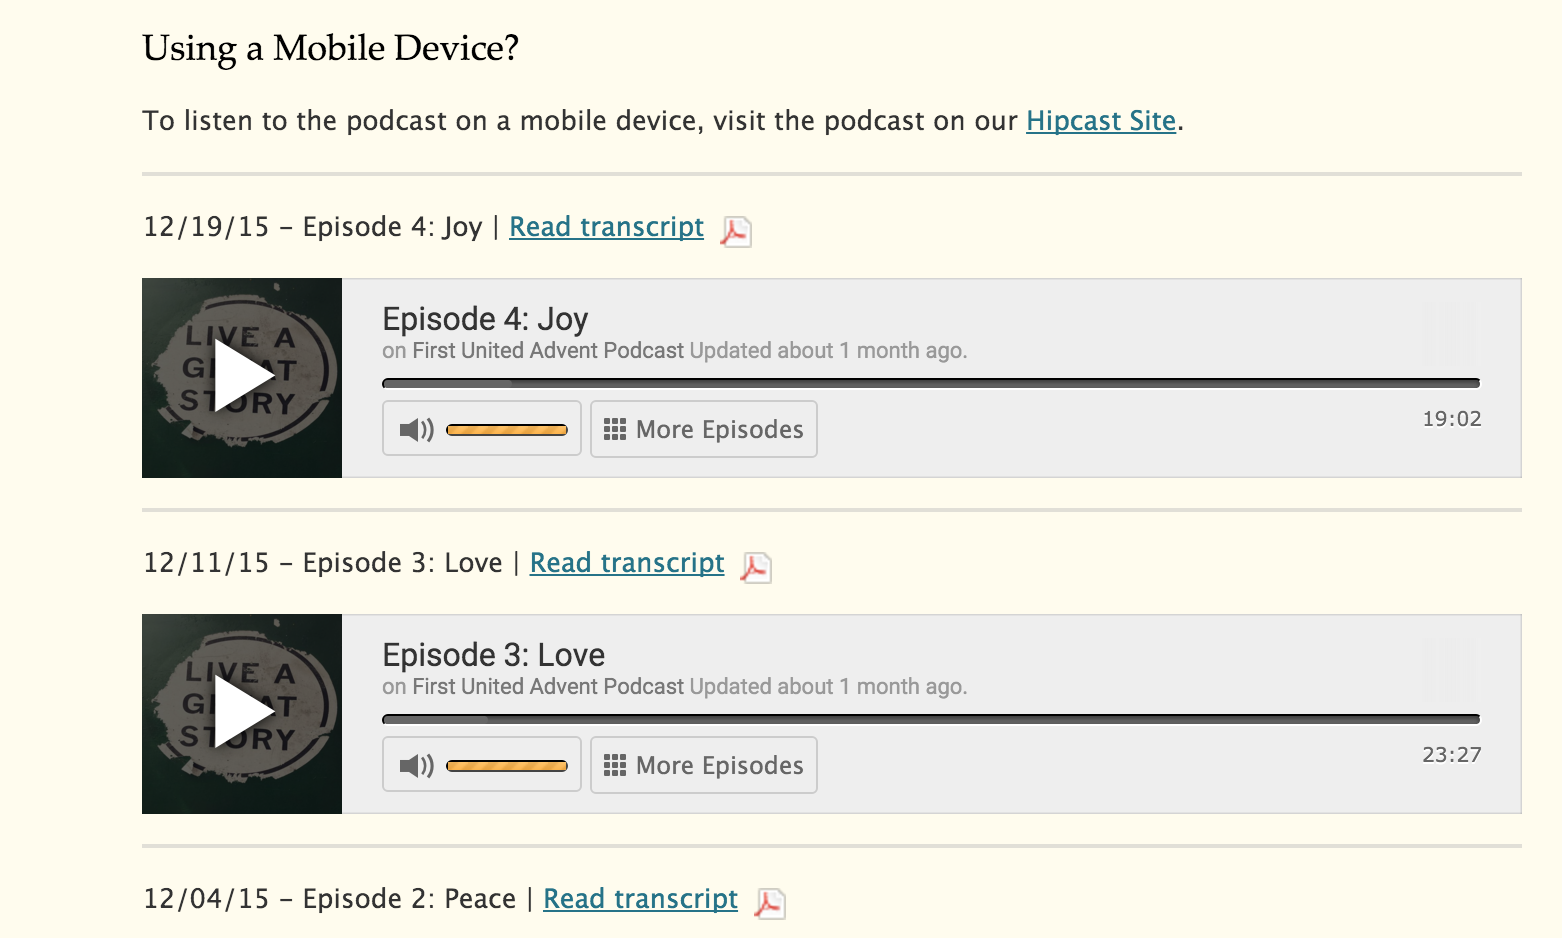 Using a Mobile Device?
To listen to the podcast on a mobile device, visit the podcast on our Hipcast Site.
12/19/15 – Episode 4: Joy | Read transcript
LIVE A
GREAT
STORY
Episode 4: Joy
on First United Advent Podcast Updated about 1 month ago.
More Episodes
19:02
12/11/15 – Episode 3: Love | Read transcript
LIVE A
GREAT
STORY
Episode 3: Love
on First United Advent Podcast Updated about 1 month ago.
More Episodes
23:27
12/04/15 – Episode 2: Peace | Read transcript